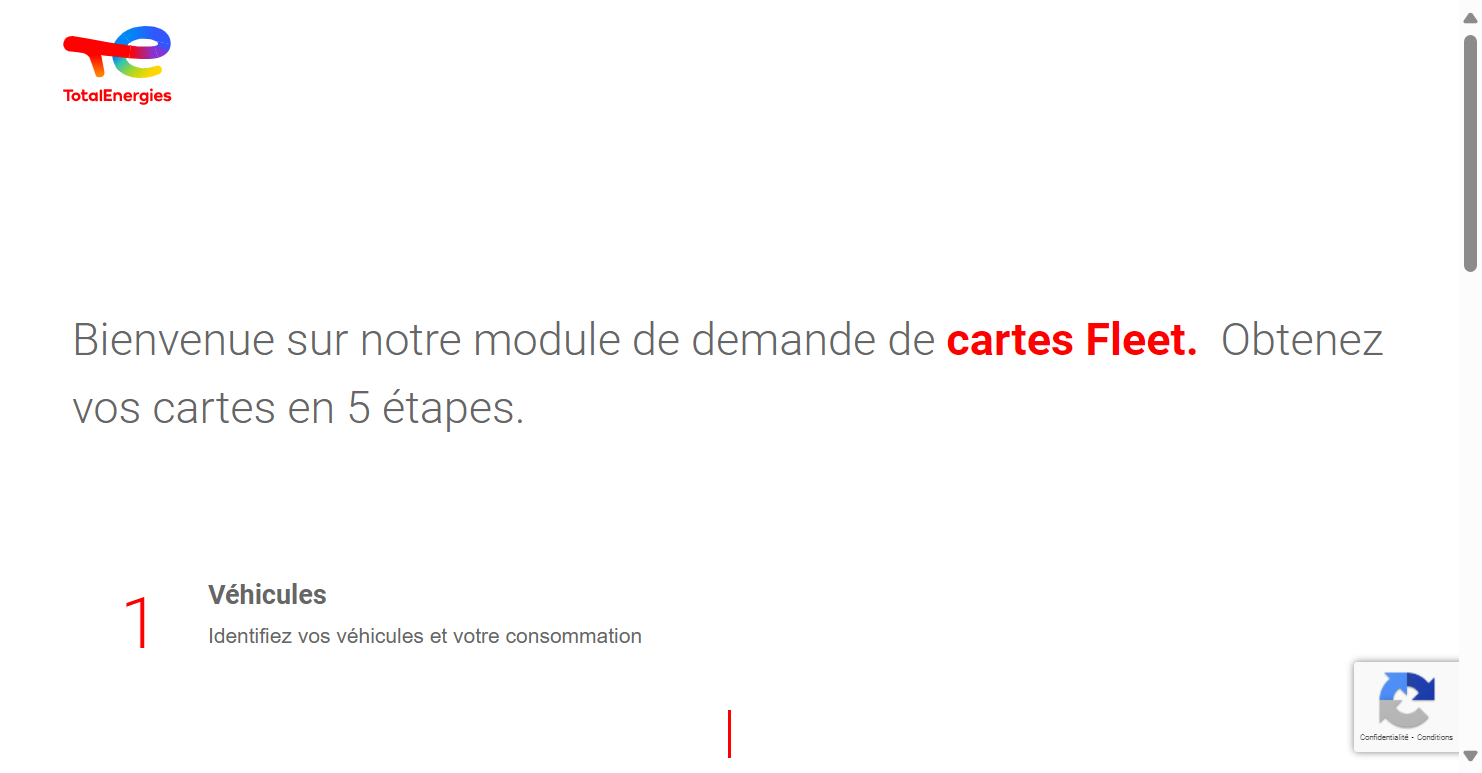 TotalEnergies
Bienvenue sur notre module de demande de cartes Fleet. Obtenez
vos cartes en 5 étapes.
1
Véhicules
Identifiez vos véhicules et votre consommation
Confidentialité - Conditions